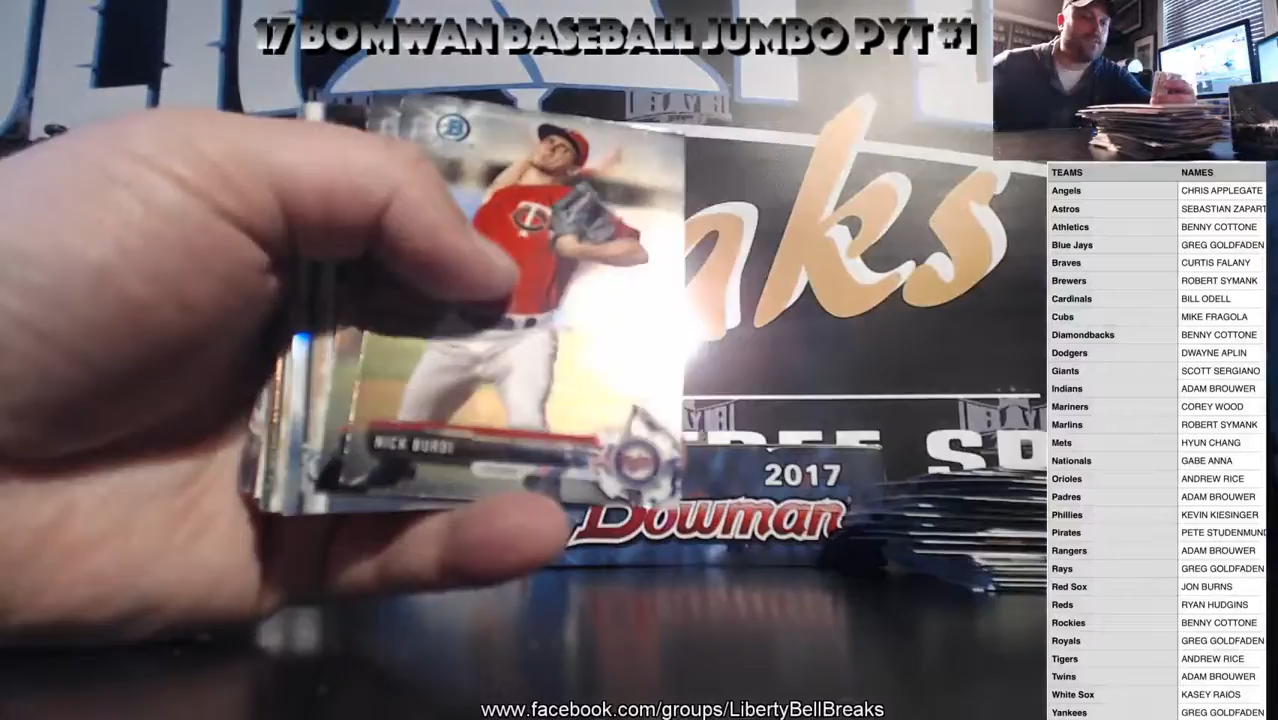 17 BOMWAN BASEBALL JUMBO PYT #1
B
TC
NICK BURDI
nks
FREE SP
2017
Bowman
TEAMS NAMES
Angels CHRIS APPLEGATE
Astros SEBASTIAN ZAPART
Athletics BENNY COTTONE
Blue Jays GREG GOLDFADEN
Braves CURTIS FALANY
Brewers ROBERT SYMANK
Cardinals BILL ODELL
Cubs MIKE FRAGOLA
Diamondbacks BENNY COTTONE
Dodgers DWAYNE APLIN
Giants SCOTT SERGIANO
Indians ADAM BROUWER
Mariners COREY WOOD
Marlins ROBERT SYMANK
Mets HYUN CHANG
Nationals GABE ANNA
Orioles ANDREW RICE
Padres ADAM BROUWER
Phillies KEVIN KIESINGER
Pirates PETE STUDENMUND
Rangers ADAM BROUWER
Rays GREG GOLDFADEN
Red Sox JON BURNS
Reds RYAN HUDGINS
Rockies BENNY COTTONE
Royals GREG GOLDFADEN
Tigers ANDREW RICE
Twins ADAM BROUWER
White Sox KASEY RAIOS
Yankees GREG GOLDFADEN
www.facebook.com/groups/LibertyBellBreaks